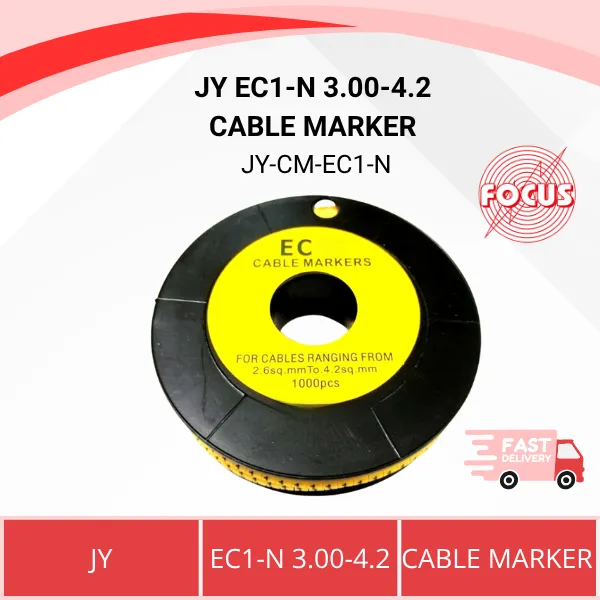 JY EC1-N 3.00-4.2
CABLE MARKER
JY-CM-EC1-N
FOCUS
EC
CABLE MARKERS
FOR CABLES RANGING FROM
2.6sq.mmTo.4.2sq.mm
1000pcs
FAST
DELIVERY
JY
EC1-N 3.00-4.2
CABLE MARKER